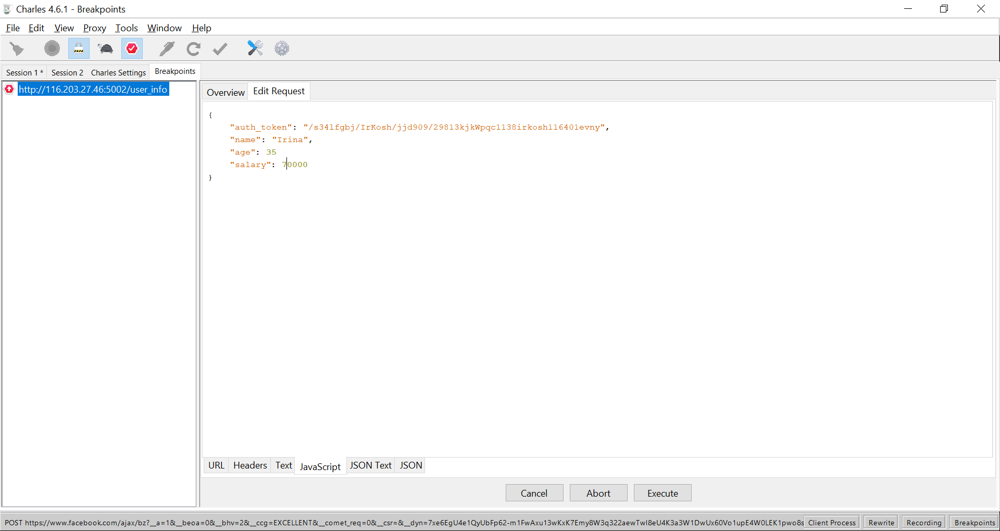 Charles 4.6.1 - Breakpoints
File Edit View Proxy Tools Window Help
Session 1 * Session 2 Charles Settings Breakpoints
http://116.203.27.46:5002/user_info
Overview Edit Request
{
"auth_token": "/s34lfgbj/IrKosh/jjd909/29813kjkWpqc1138irkosh116401evny",
"name": "Irina",
"age": 35
"salary": 70000
}
URL Headers Text JavaScript JSON Text JSON
Cancel Abort Execute
POST https://www.facebook.com/ajax/bz?__a=1&__beoa=0&__bhv=2&__ccg=EXCELLENT&__comet_req=0&__csr=&__dyn=7xe6EgU4e1QyUbFp62-m1FwAxu13wKxK7Emy8W3q322aewTwl8eU4K3a3W1DwUx60Vo1upE4W0LEK1pwo8s Client Process Rewrite Recording Breakpoints